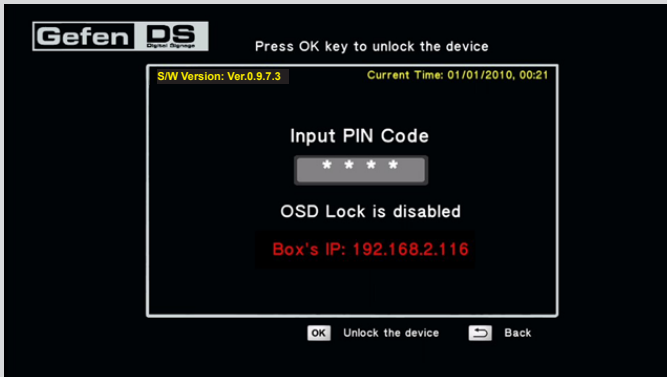 Gefen DS
Digital Signage
Press OK key to unlock the device
S/W Version: Ver.0.9.7.3
Current Time: 01/01/2010, 00:21
Input PIN Code
* * * *
OSD Lock is disabled
Box's IP: 192.168.2.116
OK Unlock the device Back